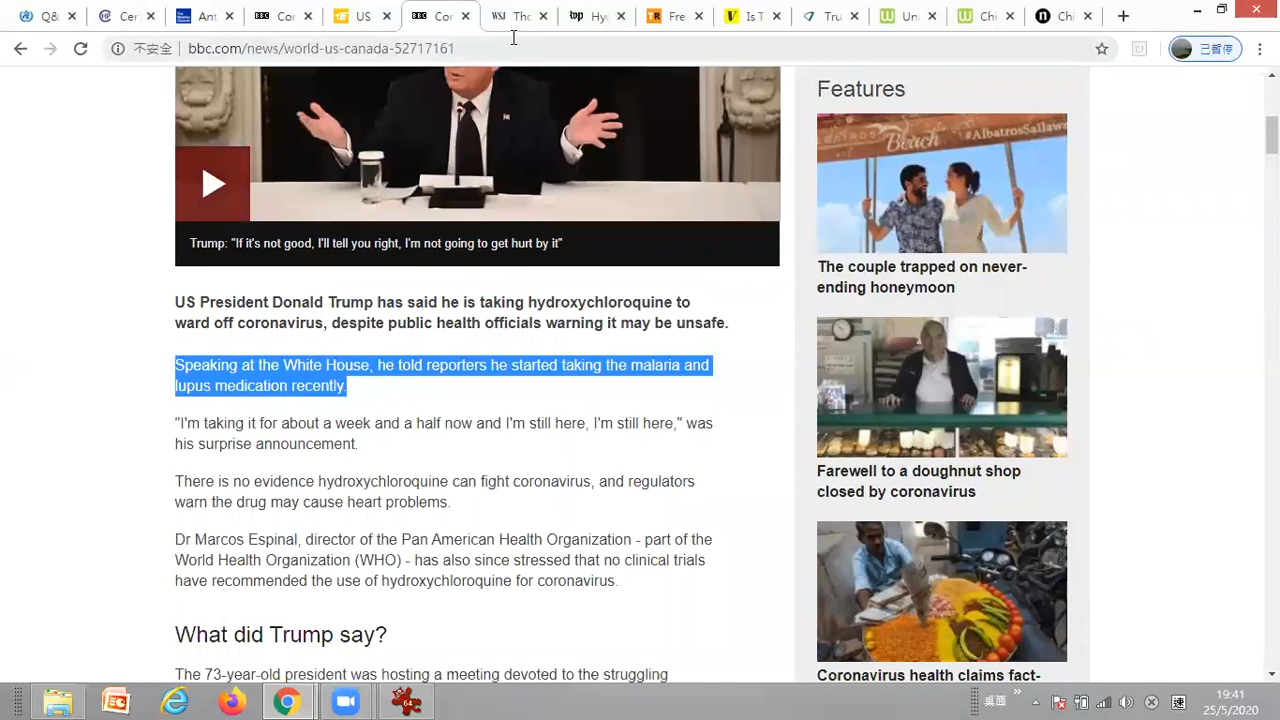 Q&
Cer
Ant
Cor
US
Cor
Tho
Hyd
Fre
Is T
Tru
Un
Chi
Chi
不安全 | bbc.com/news/world-us-canada-52717161
已暫停
Trump: "If it's not good, I'll tell you right, I'm not going to get hurt by it"
US President Donald Trump has said he is taking hydroxychloroquine to
ward off coronavirus, despite public health officials warning it may be unsafe.
Speaking at the White House, he told reporters he started taking the malaria and
lupus medication recently.
"I'm taking it for about a week and a half now and I'm still here, I'm still here," was
his surprise announcement.
There is no evidence hydroxychloroquine can fight coronavirus, and regulators
warn the drug may cause heart problems.
Dr Marcos Espinal, director of the Pan American Health Organization - part of the
World Health Organization (WHO) - has also since stressed that no clinical trials
have recommended the use of hydroxychloroquine for coronavirus.
What did Trump say?
The 73-year-old president was hosting a meeting devoted to the struggling
Features
Beach
#AlbatrosSailaw
The couple trapped on never-
ending honeymoon
Farewell to a doughnut shop
closed by coronavirus
Coronavirus health claims fact-
桌面
19:41
25/5/2020